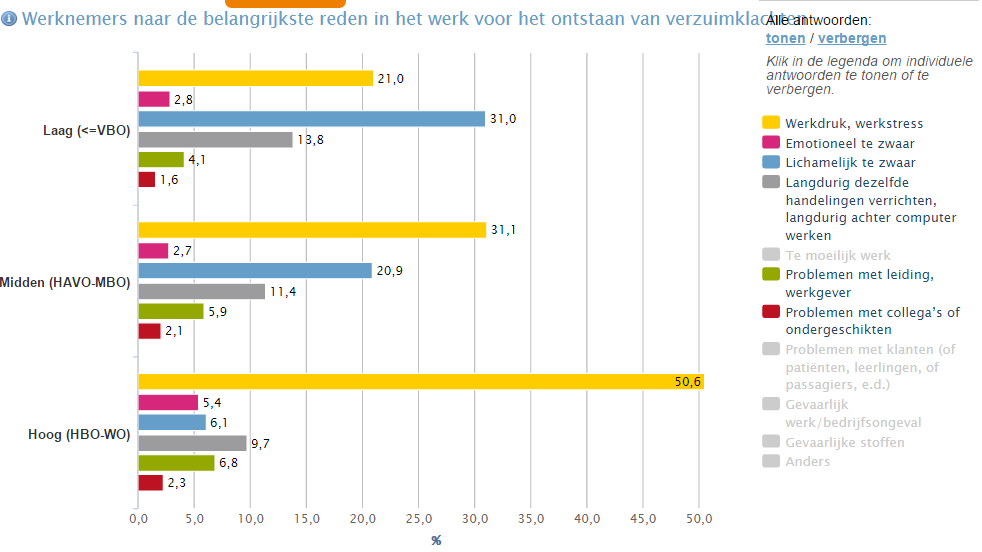 Werknemers naar de belangrijkste reden in het werk voor het ontstaan van verzuimklachten
Alle antwoorden:
tonen / verbergen
Klik in de legenda om individuele
antwoorden te tonen of te
verbergen.
Laag (<=VBO)
21,0
2,8
31,0
13,8
4,1
1,6
Midden (HAVO-MBO)
31,1
2,7
20,9
11,4
5,9
2,1
Hoog (HBO-WO)
50,6
5,4
6,1
9,7
6,8
2,3
0,0 5,0 10,0 15,0 20,0 25,0 30,0 35,0 40,0 45,0 50,0
%
Werkdruk, werkstress
Emotioneel te zwaar
Lichamelijk te zwaar
Langdurig dezelfde
handelingen verrichten,
langdurig achter computer
werken
Te moeilijk werk
Problemen met leiding,
werkgever
Problemen met collega's of
ondergeschikten
Problemen met klanten (of
patiënten, leerlingen, of
passagiers, e.d.)
Gevaarlijk
werk/bedrijfsongeval
Gevaarlijke stoffen
Anders